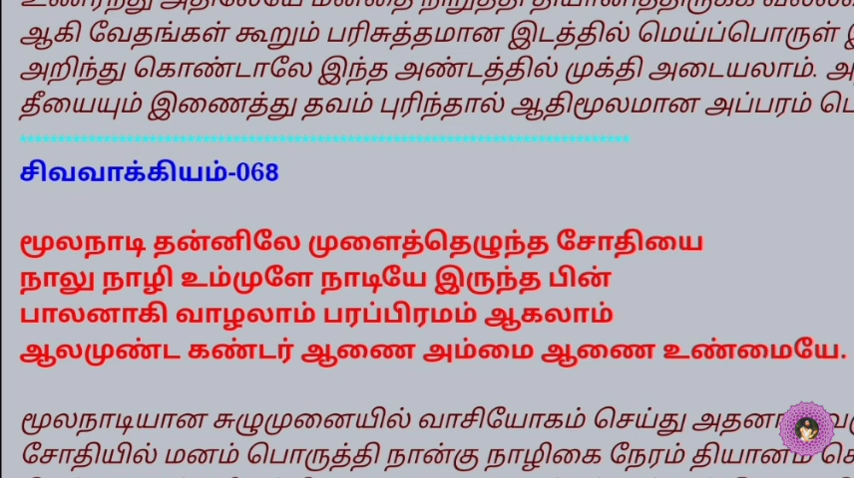 ஆகி வேதங்கள் கூறும் பரிசுத்தமான இடத்தில் மெய்ப்பொருள்
அறிந்து கொண்டாலே இந்த அண்டத்தில் முக்தி அடையலாம்.
தீயையும் இணைத்து தவம் புரிந்தால் ஆதிமூலமான அப்பரம்
************************************************************************************
சிவவாக்கியம்-068
மூலநாடி தன்னிலே முளைத்தெழுந்த சோதியை
நாலு நாழி உம்முளே நாடியே இருந்த பின்
பாலனாகி வாழலாம் பரப்பிரமம் ஆகலாம்
ஆலமுண்ட கண்டர் ஆணை அம்மை ஆணை உண்மையே.
மூலநாடியான சுழுமுனையில் வாசியோகம் செய்து
சோதியில் மனம் பொருத்தி நான்கு நாழிகை நேரம் தியானம்